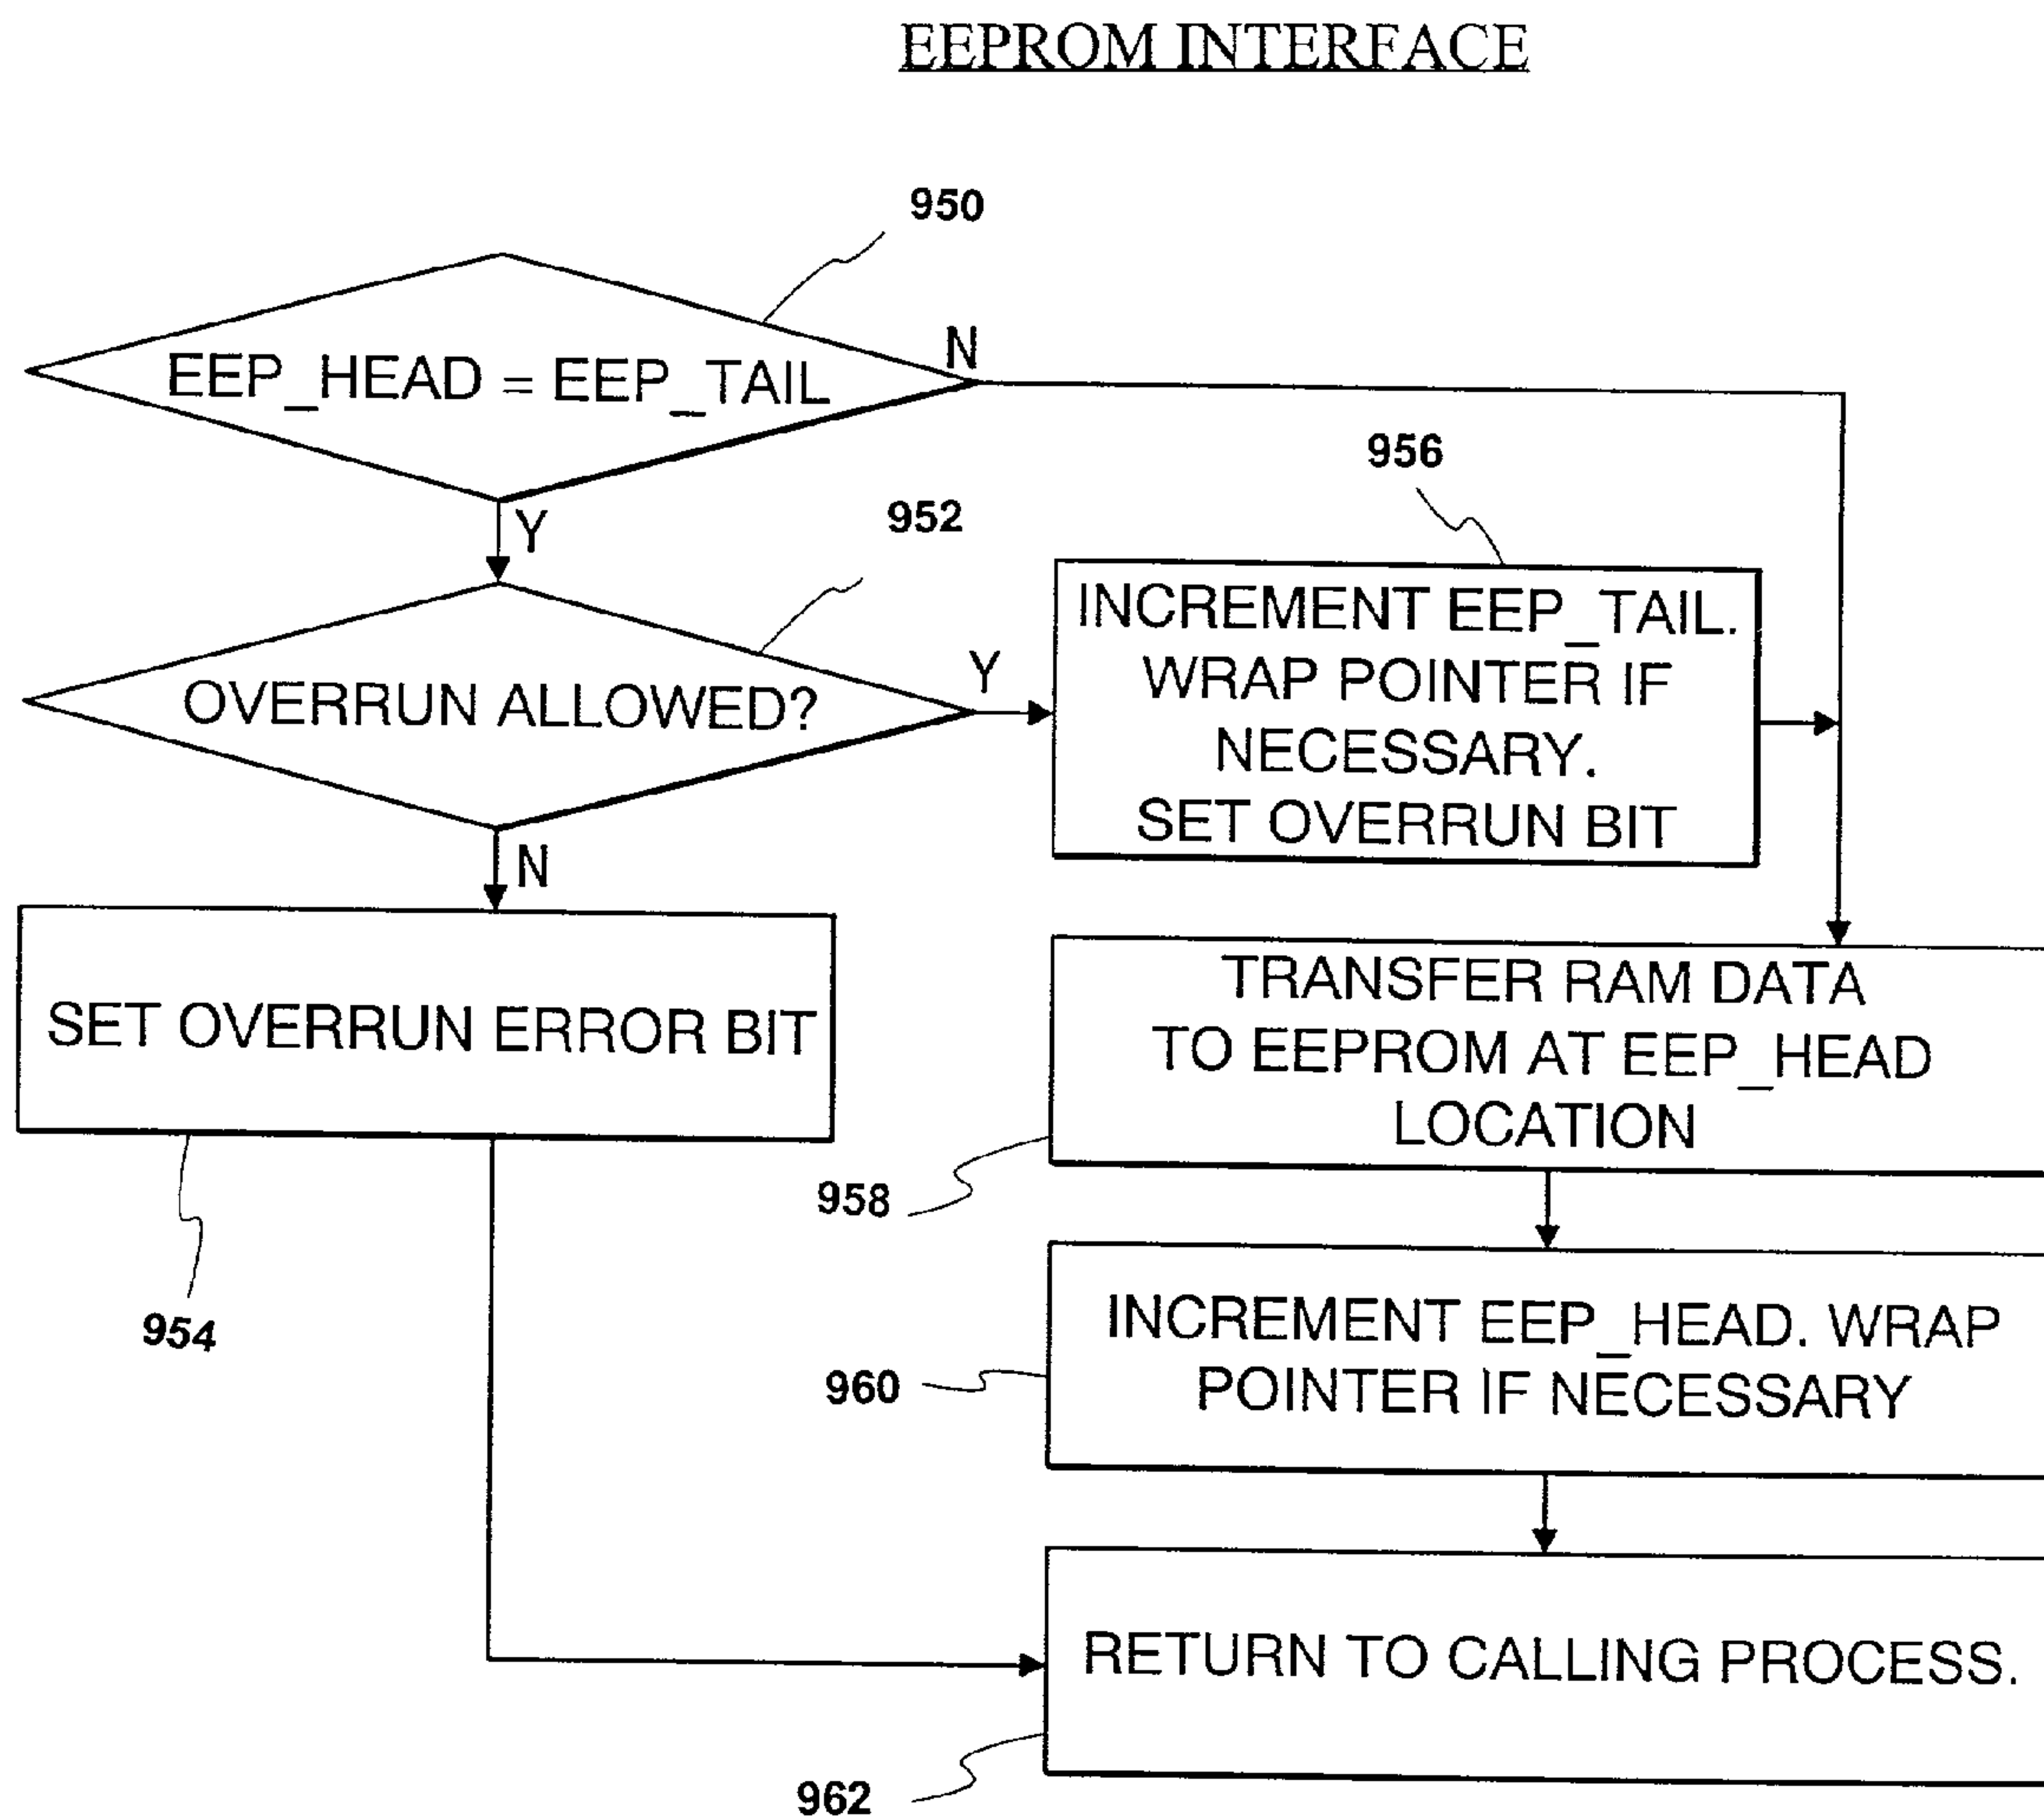 EEPROM INTERFACE
950
EEP_HEAD = EEP_TAIL
N
Y
952
OVERRUN ALLOWED?
Y
N
956
INCREMENT EEP_TAIL.
WRAP POINTER IF
NECESSARY.
SET OVERRUN BIT
SET OVERRUN ERROR BIT
954
TRANSFER RAM DATA
TO EEPROM AT EEP_HEAD
LOCATION
958
INCREMENT EEP_HEAD. WRAP
POINTER IF NECESSARY
960
RETURN TO CALLING PROCESS.
962